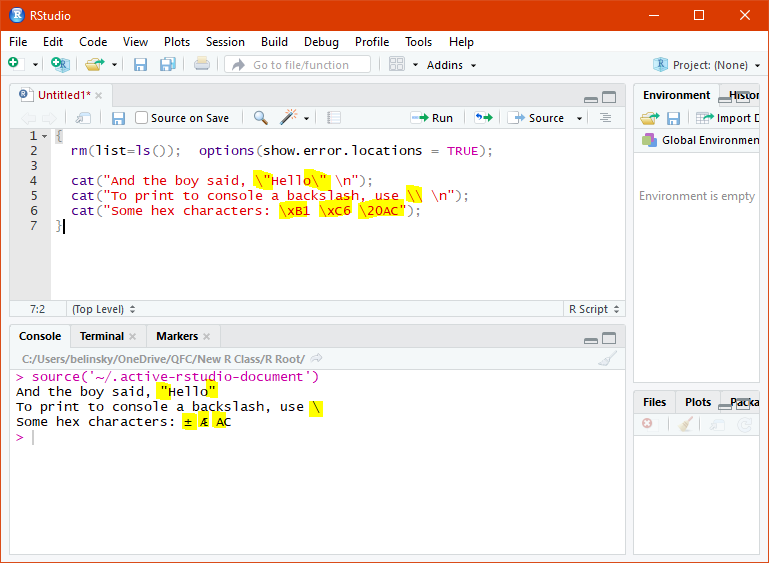 RStudio
File Edit Code View Plots Session Build Debug Profile Tools Help
Go to file/function Addins Project: (None)
Untitled1*
Source on Save Run Source
1 {
2 rm(list=ls()); options(show.error.locations = TRUE);
3
4 cat("And the boy said, \"Hello\" \n");
5 cat("To print to console a backslash, use \\ \n");
6 cat("Some hex characters: \xB1 \xC6 \20AC");
7 }
7:2 (Top Level) R Script
Console Terminal Markers
C:/Users/belinsky/OneDrive/QFC/New R Class/R Root/
> source('~/.active-rstudio-document')
And the boy said, "Hello"
To print to console a backslash, use \
Some hex characters: ± Æ AC
>
Environment Histor
Import D
Global Environmen
Environment is empty
Files Plots Packa